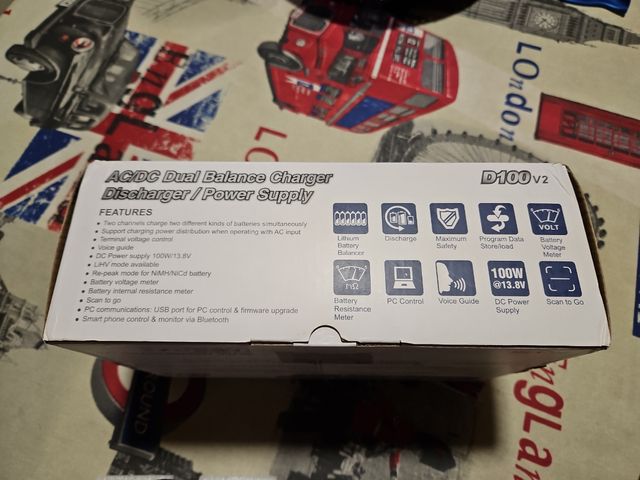 LOndon
EngLand
AC/DC Dual Balance Charger
Discharger / Power Supply
D100 V2
FEATURES
• Two channels charge two different kinds of batteries simultaneously
• Support charging power distribution when operating with AC input
• Terminal voltage control
• Voice guide
• DC Power supply 100W/13.8V
• LiHV mode available
• Re-peak mode for NiMH/NiCd battery
• Battery voltage meter
• Battery internal resistance meter
• Scan to go
• PC communications: USB port for PC control & firmware upgrade
• Smart phone control & monitor via Bluetooth
Lithium Battery Balancer
Discharge
Maximum Safety
Program Data Store/load
VOLT
Battery Voltage Meter
mΩ
Battery Resistance Meter
PC Control
Voice Guide
100W @13.8V
DC Power Supply
Scan to Go
EngLand
OUND